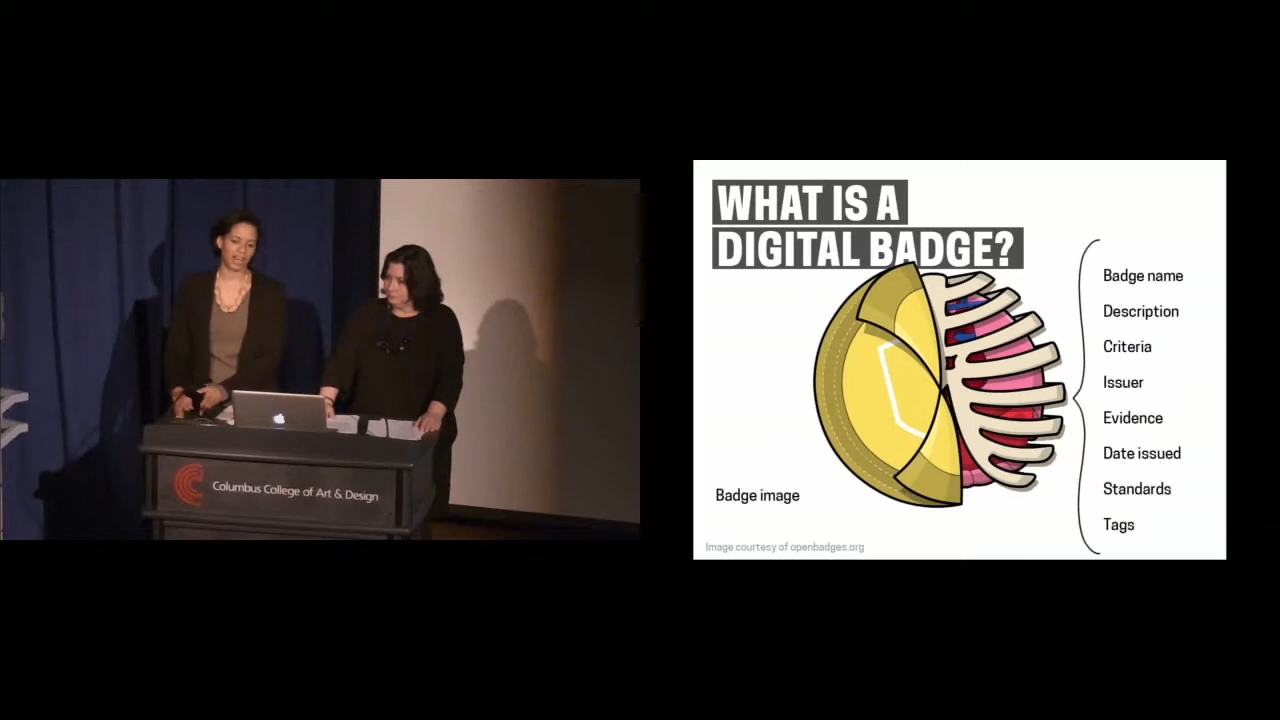 Columbus College of Art & Design
WHAT IS A
DIGITAL BADGE?
Badge name
Description
Criteria
Issuer
Evidence
Date issued
Standards
Tags
Badge image
Image courtesy of openbadges.org